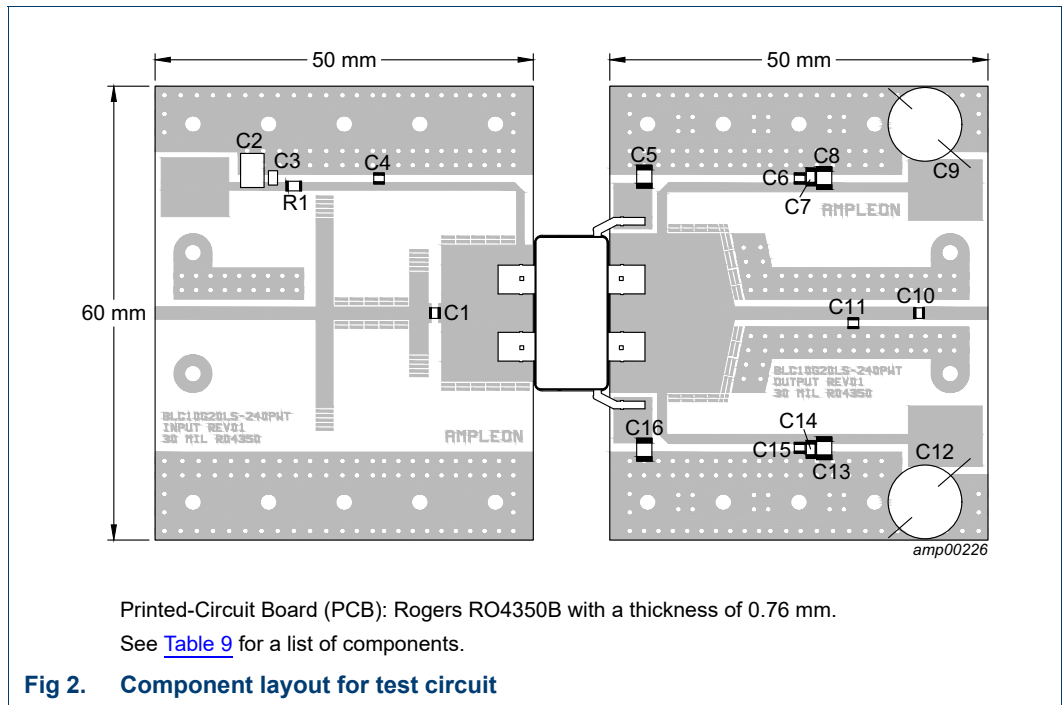 50 mm
50 mm
60 mm
C2
C3
C4
R1
C1
BLC10G20LS-240PWT
INPUT REV01
30 MIL RO4350
AMPLEON
C5
C6
C7
C8
C9
AMPLEON
C10
C11
BLC10G20LS-240PWT
OUTPUT REV01
30 MIL RO4350
C16
C14
C15
C13
C12
amp00226
Printed-Circuit Board (PCB): Rogers RO4350B with a thickness of 0.76 mm.
See Table 9 for a list of components.
Fig 2. Component layout for test circuit